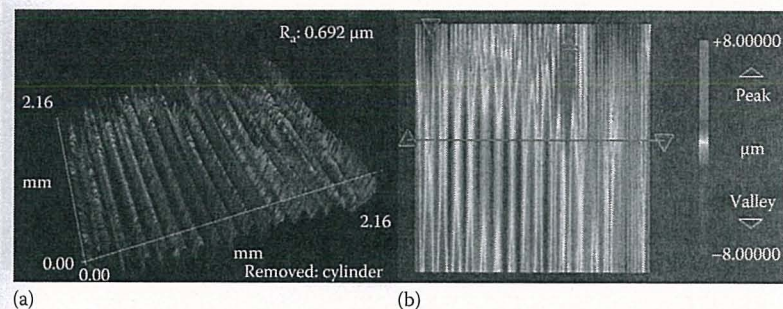 Rₐ: 0.692 μm
2.16
mm
0.00
0.00
mm
2.16
Removed: cylinder
+8.00000
Peak
μm
Valley
−8.00000
(a)
(b)